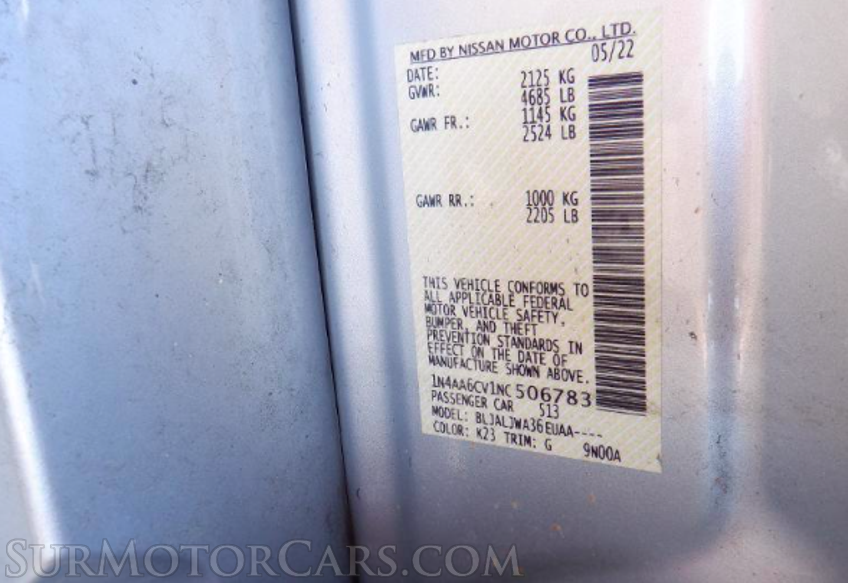 MFD BY NISSAN MOTOR CO., LTD.
DATE: 05/22
GVWR: 2125 KG
4685 LB
GAWR FR.: 1145 KG
2524 LB
GAWR RR.: 1000 KG
2205 LB
THIS VEHICLE CONFORMS TO
ALL APPLICABLE FEDERAL
MOTOR VEHICLE SAFETY,
BUMPER, AND THEFT
PREVENTION STANDARDS IN
EFFECT ON THE DATE OF
MANUFACTURE SHOWN ABOVE.
1N4AA6CV1NC506783
PASSENGER CAR 513
MODEL: BLJALJWA36EUAA----
COLOR: K23 TRIM: G 9N00A
SURMOTORCARS.COM